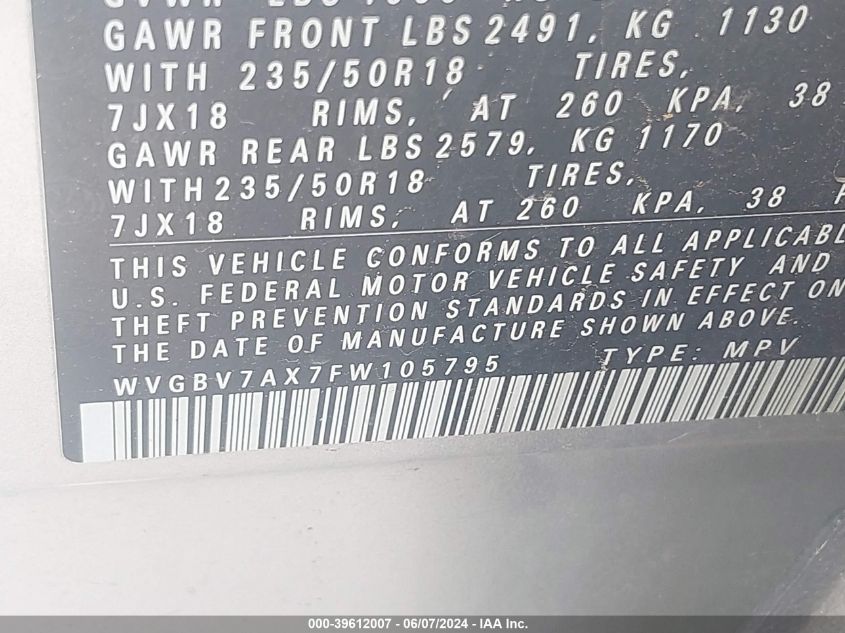 GAWR FRONT LBS 2491, KG 1130
WITH 235/50R18 TIRES,
7JX18 RIMS, AT 260 KPA, 38
GAWR REAR LBS 2579, KG 1170
WITH 235/50R18 TIRES,
7JX18 RIMS, AT 260 KPA, 38
THIS VEHICLE CONFORMS TO ALL APPLICABL
U.S. FEDERAL MOTOR VEHICLE SAFETY AND
THEFT PREVENTION STANDARDS IN EFFECT ON
THE DATE OF MANUFACTURE SHOWN ABOVE.
WVGBV7AX7FW105795 TYPE: MPV
000-39612007 - 06/07/2024 - IAA Inc.